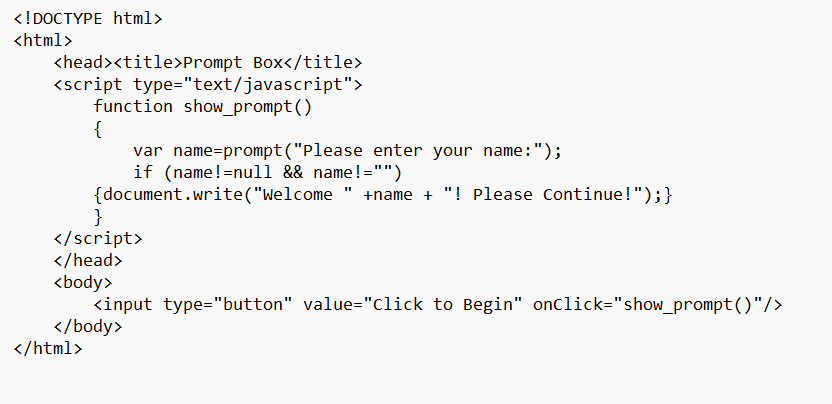 <!DOCTYPE html>
<html>
    <head><title>Prompt Box</title>
    <script type="text/javascript">
        function show_prompt()
        {
            var name=prompt("Please enter your name:");
            if (name!=null && name!="")
        {document.write("Welcome " +name + "! Please Continue!");}
        }
    </script>
    </head>
    <body>
        <input type="button" value="Click to Begin" onClick="show_prompt()"/>
    </body>
</html>